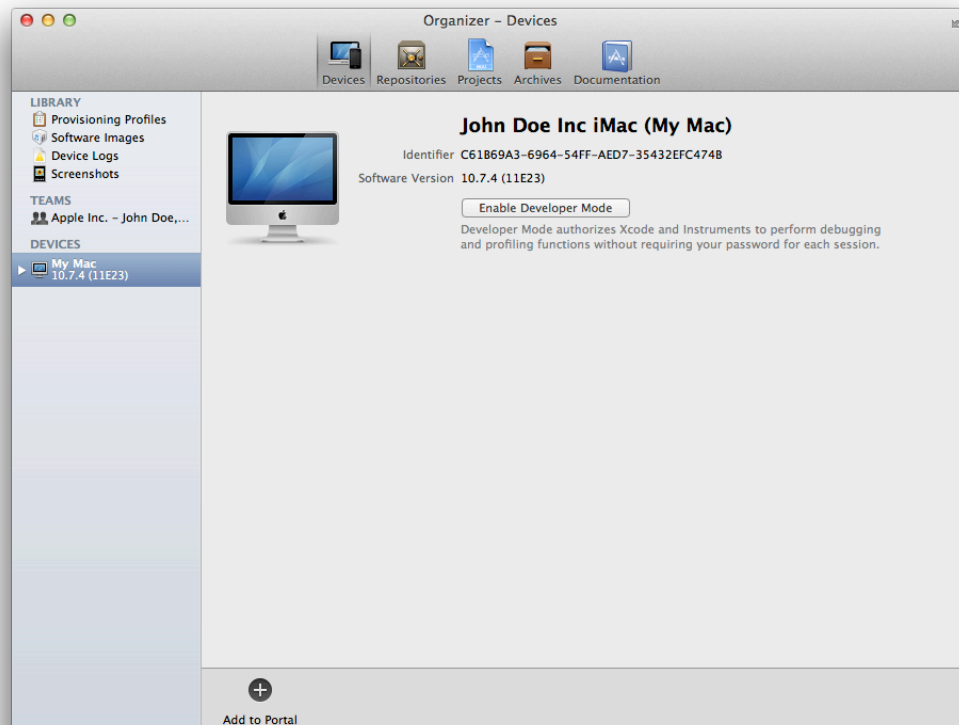 Organizer – Devices
Devices Repositories Projects Archives Documentation
LIBRARY
Provisioning Profiles
Software Images
Device Logs
Screenshots
TEAMS
Apple Inc. – John Doe,...
DEVICES
My Mac
10.7.4 (11E23)
John Doe Inc iMac (My Mac)
Identifier C61B69A3-6964-54FF-AED7-35432EFC474B
Software Version 10.7.4 (11E23)
Enable Developer Mode
Developer Mode authorizes Xcode and Instruments to perform debugging
and profiling functions without requiring your password for each session.
Add to Portal